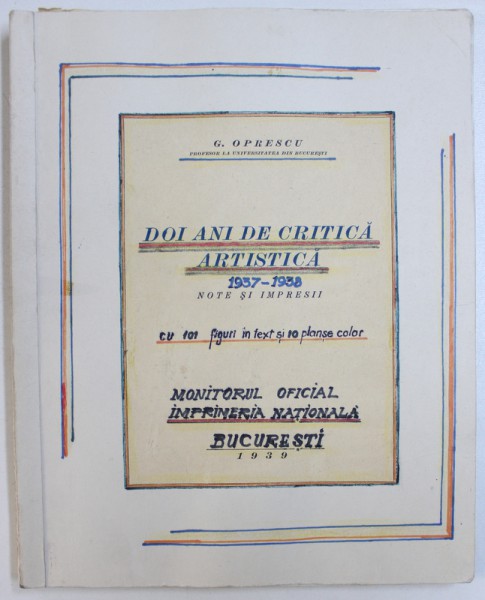 G. OPRESCU
PROFESOR LA UNIVERSITATEA DIN BUCUREȘTI
DOI ANI DE CRITICĂ
ARTISTICĂ
1937-1938
NOTE ȘI IMPRESII
CU 101 figuri in text și 10 planșe color
MONITORUL OFICIAL
IMPRIMERIA NAȚIONALĂ
BUCUREȘTI
1939